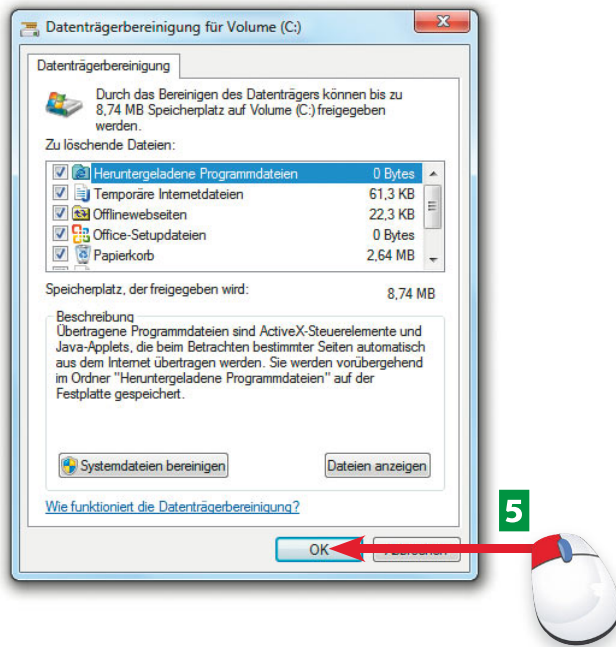 Datenträgerbereinigung für Volume (C:)
Datenträgerbereinigung
Durch das Bereinigen des Datenträgers können bis zu
8,74 MB Speicherplatz auf Volume (C:) freigegeben
werden.
Zu löschende Dateien:
Heruntergeladene Programmdateien 0 Bytes
Temporäre Internetdateien 61,3 KB
Offlinewebseiten 22,3 KB
Office-Setupdateien 0 Bytes
Papierkorb 2,64 MB
Speicherplatz, der freigegeben wird: 8,74 MB
Beschreibung
Übertragene Programmdateien sind ActiveX-Steuerelemente und
Java-Applets, die beim Betrachten bestimmter Seiten automatisch
aus dem Internet übertragen werden. Sie werden vorübergehend
im Ordner "Heruntergeladene Programmdateien" auf der
Festplatte gespeichert.
Systemdateien bereinigen Dateien anzeigen
Wie funktioniert die Datenträgerbereinigung?
5
OK